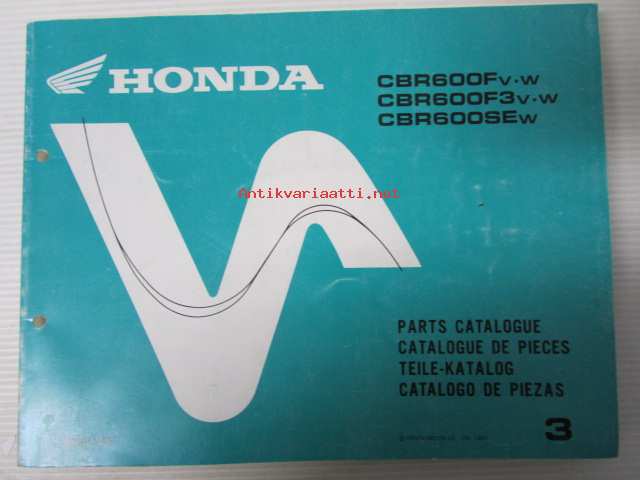 HONDA
CBR600FV·W
CBR600F3V·W
CBR600SEW
Antikvariaatti.net
PARTS CATALOGUE
CATALOGUE DE PIECES
TEILE-KATALOG
CATALOGO DE PIEZAS
3